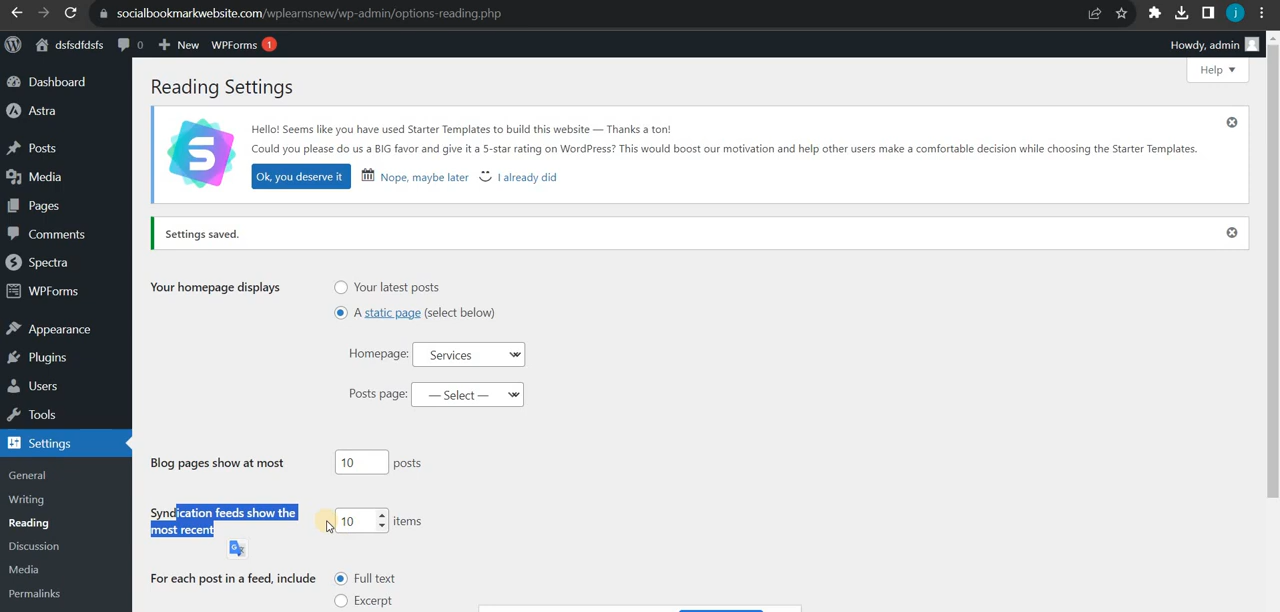 socialbookmarkwebsite.com/wplearnsnew/wp-admin/options-reading.php
j
dsfsdfdsfs 0 New WPForms 1 Howdy, admin
Help
Dashboard
Astra
Posts
Media
Pages
Comments
Spectra
WPForms
Appearance
Plugins
Users
Tools
Settings
General
Writing
Reading
Discussion
Media
Permalinks
Reading Settings
S
Hello! Seems like you have used Starter Templates to build this website — Thanks a ton!
Could you please do us a BIG favor and give it a 5-star rating on WordPress? This would boost our motivation and help other users make a comfortable decision while choosing the Starter Templates.
Ok, you deserve it Nope, maybe later I already did
Settings saved.
Your homepage displays Your latest posts
A static page (select below)
Homepage: Services
Posts page: — Select —
Blog pages show at most 10 posts
Syndication feeds show the
most recent 10 items
For each post in a feed, include Full text
Excerpt